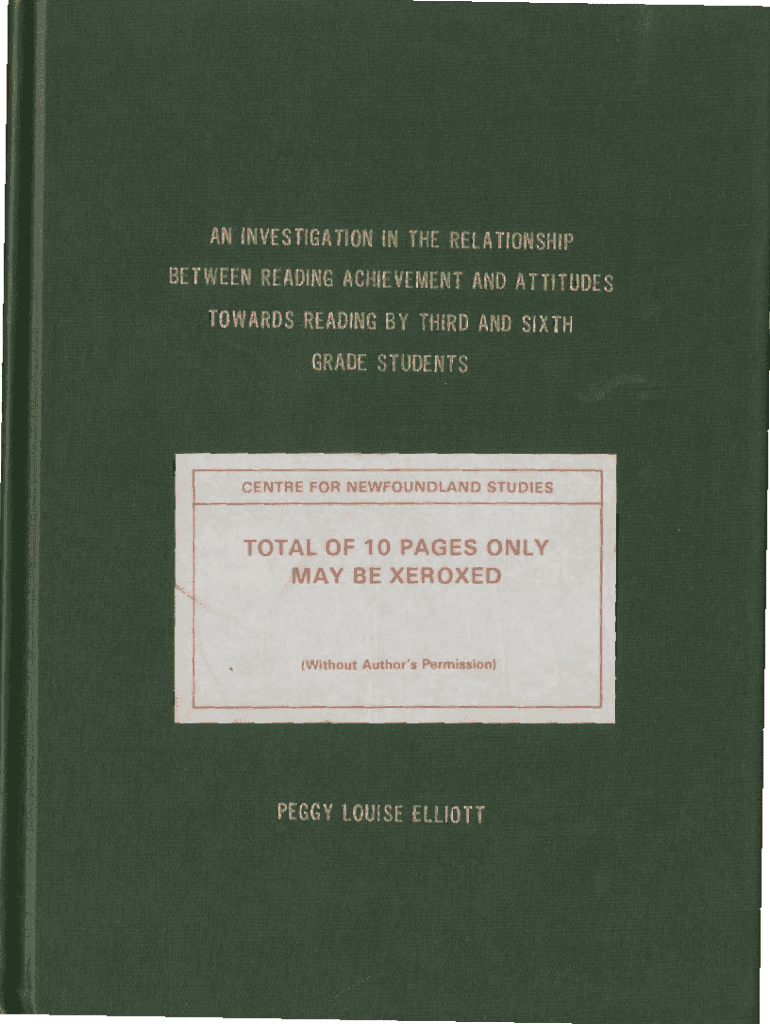 AN INVESTIGATION IN THE RELATIONSHIP
BETWEEN READING ACHIEVEMENT AND ATTITUDES
TOWARDS READING BY THIRD AND SIXTH
GRADE STUDENTS
CENTRE FOR NEWFOUNDLAND STUDIES
TOTAL OF 10 PAGES ONLY
MAY BE XEROXED
(Without Author's Permission)
PEGGY LOUISE ELLIOTT